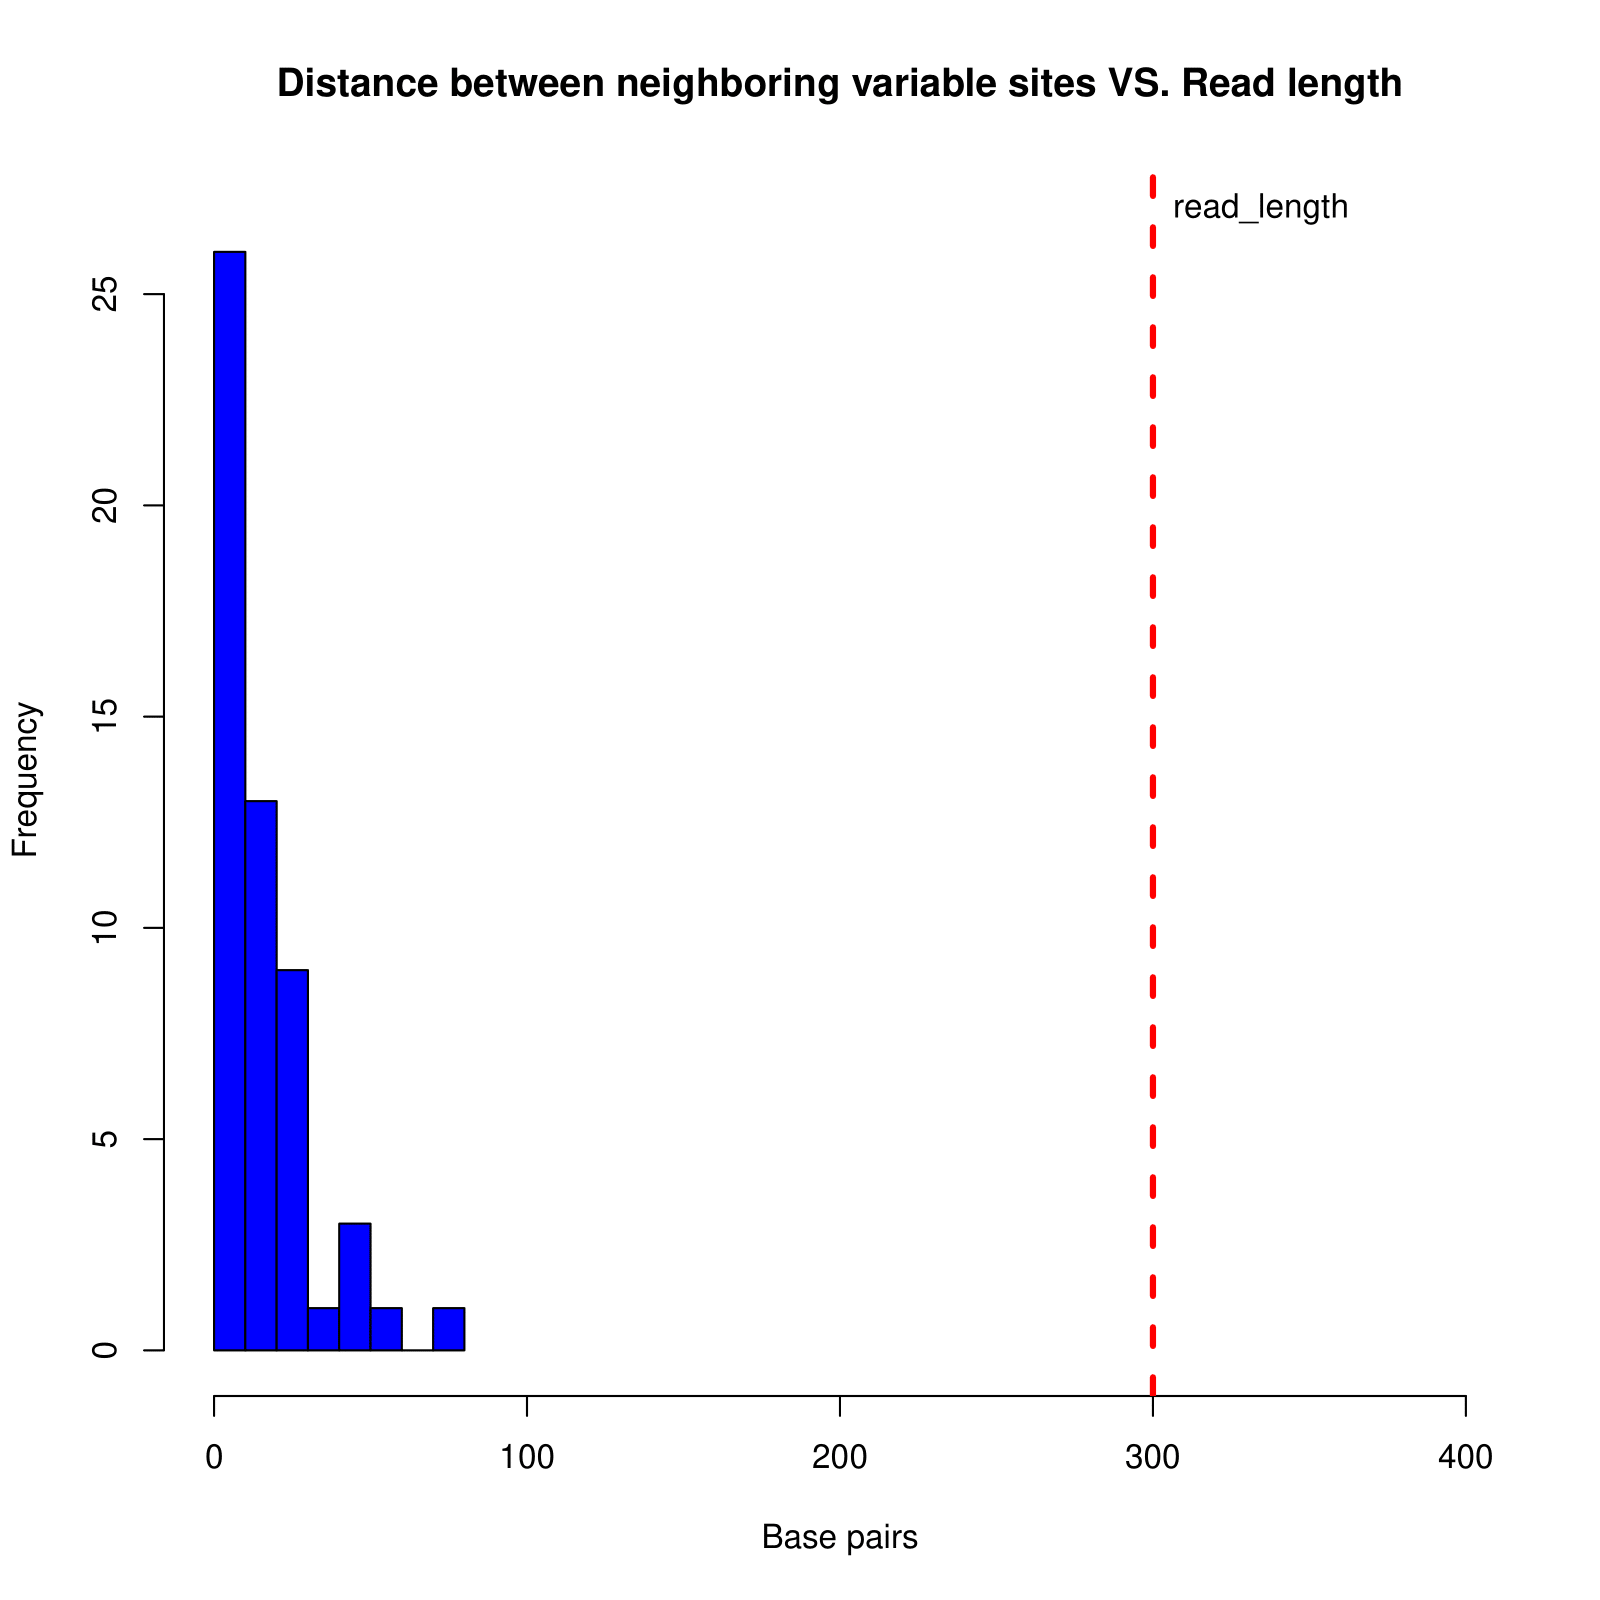 Distance between neighboring variable sites VS. Read length
read_length
25
20
15
10
5
0
Frequency
0 100 200 300 400
Base pairs